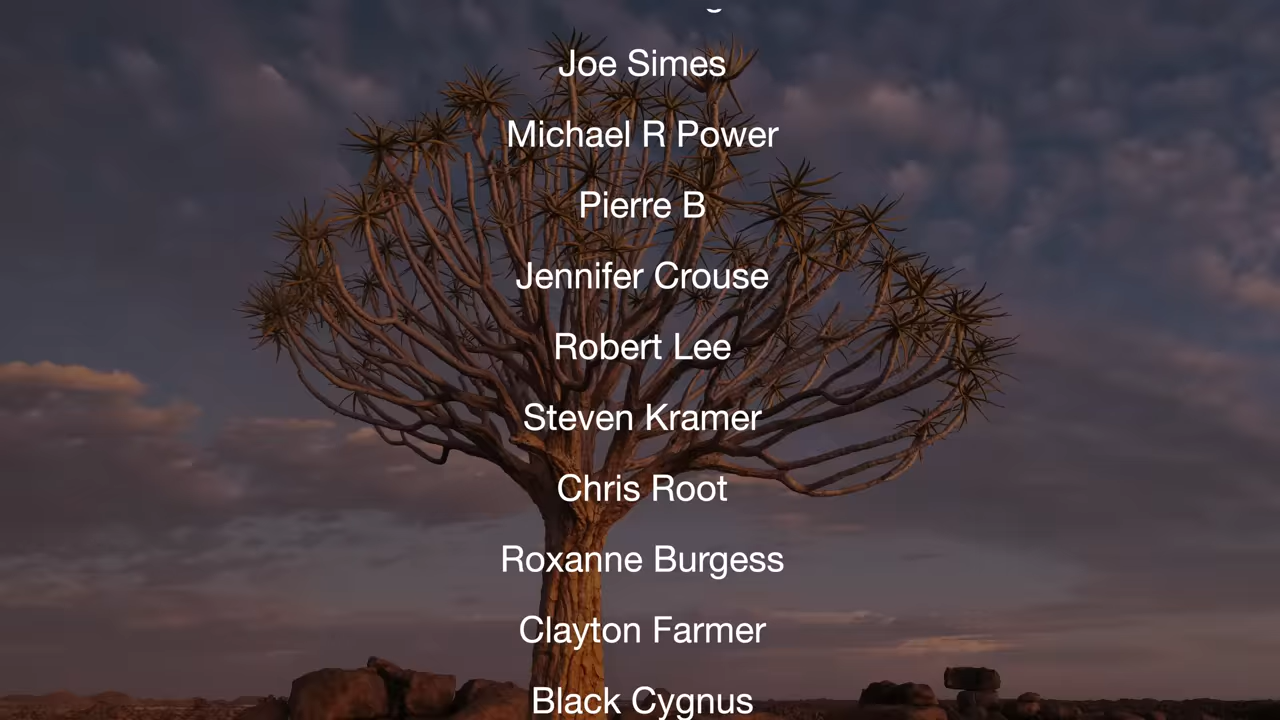 Joe Simes
Michael R Power
Pierre B
Jennifer Crouse
Robert Lee
Steven Kramer
Chris Root
Roxanne Burgess
Clayton Farmer
Black Cygnus